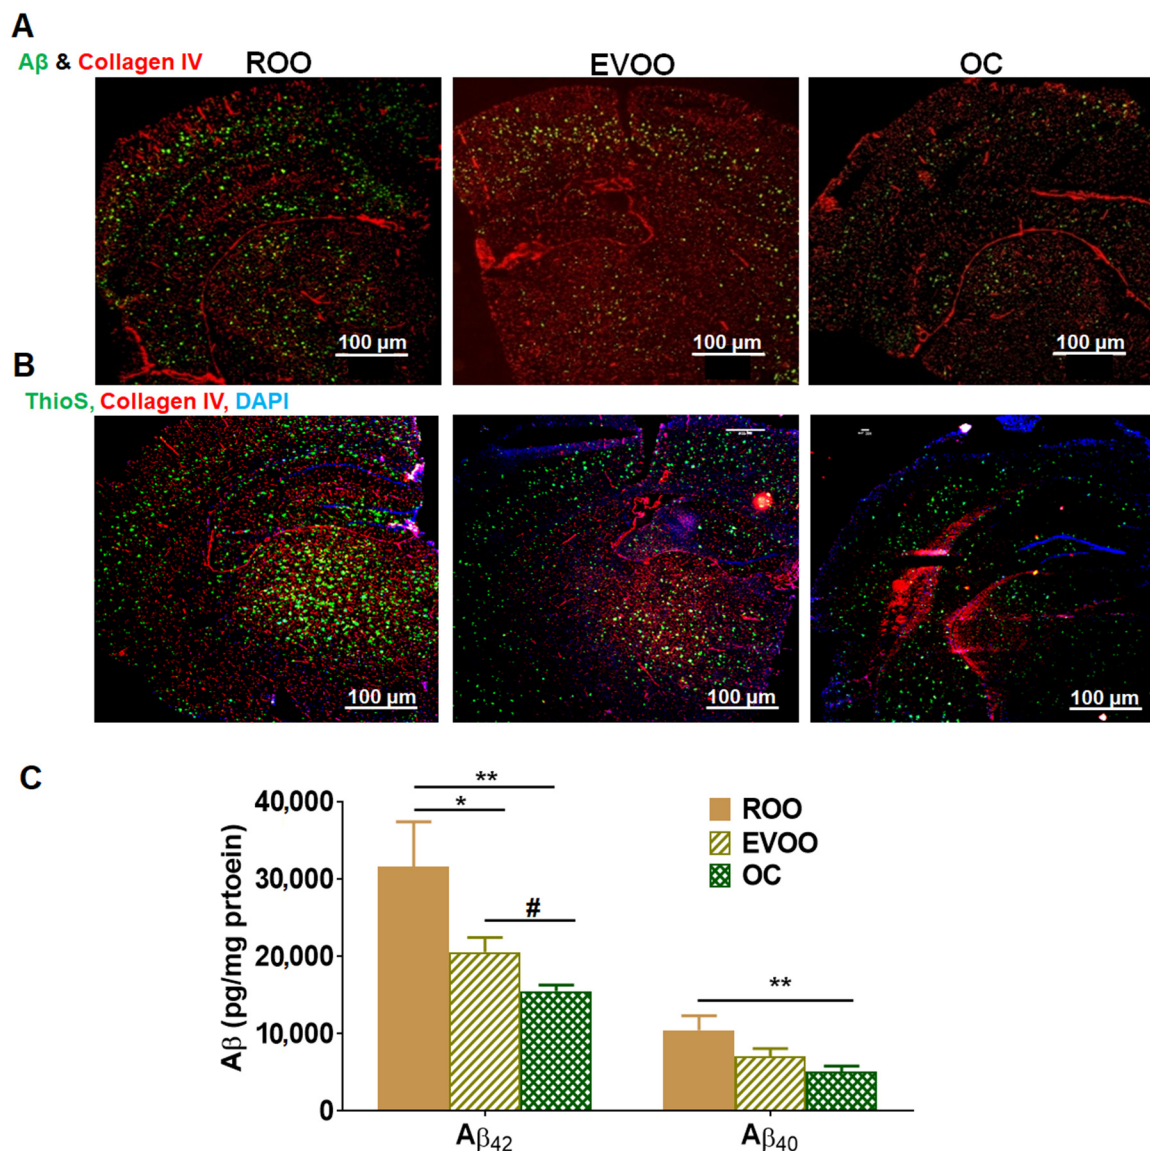 A
Aβ & Collagen IV
ROO EVOO OC
100 µm 100 µm 100 µm
B
ThioS, Collagen IV, DAPI
100 µm 100 µm 100 µm
C
Aβ (pg/mg prtoein)
40,000
30,000
20,000
10,000
0
**
*
#
**
ROO
EVOO
OC
Aβ42 Aβ40